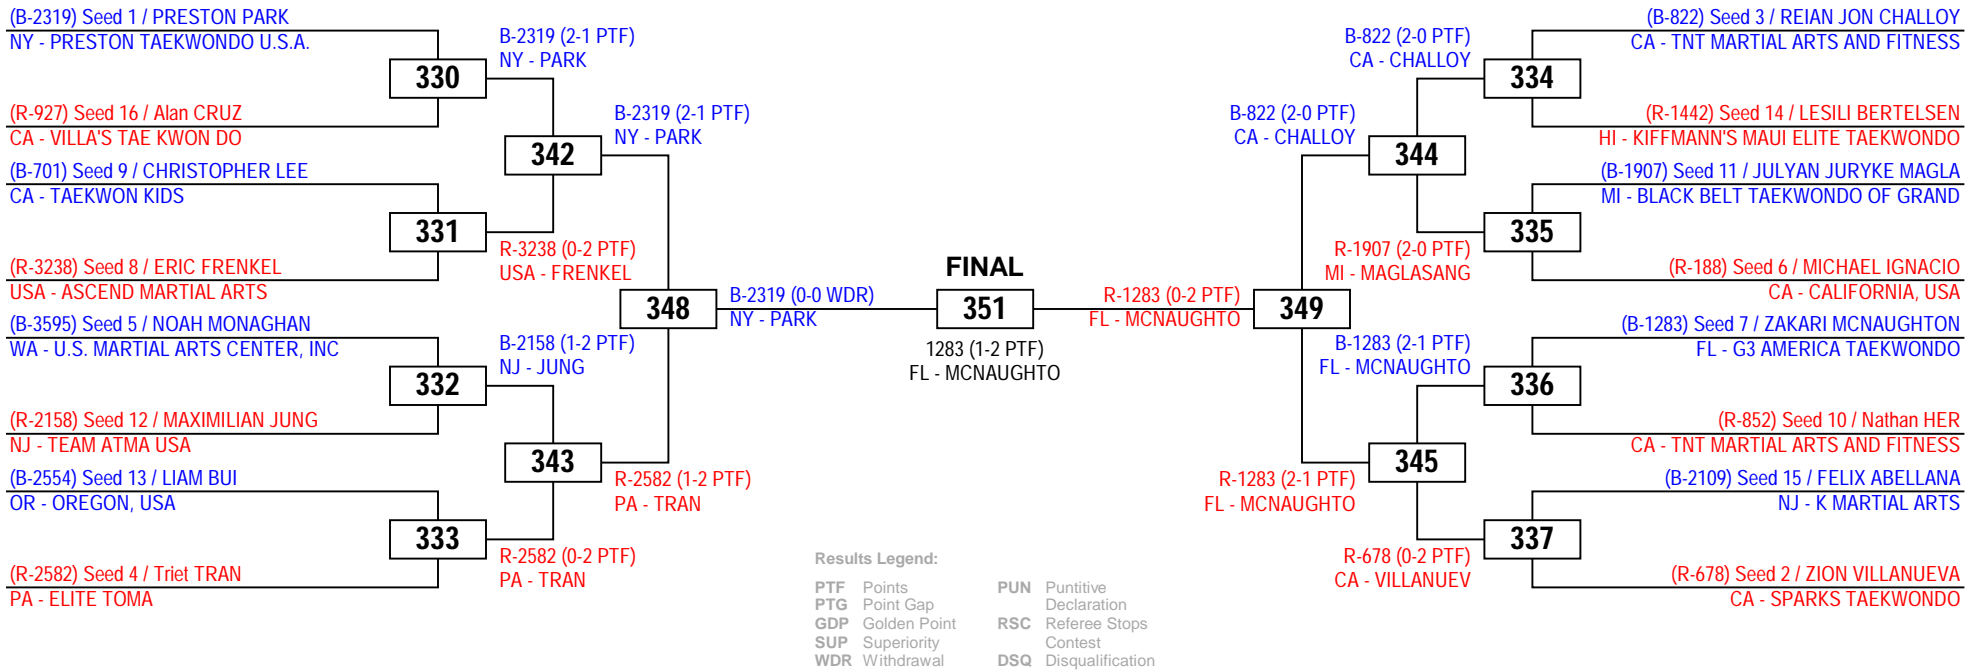 (B-2319) Seed 1 / PRESTON PARK
NY - PRESTON TAEKWONDO U.S.A.
330
(R-927) Seed 16 / Alan CRUZ
CA - VILLA'S TAE KWON DO
(B-701) Seed 9 / CHRISTOPHER LEE
CA - TAEKWON KIDS
331
(R-3238) Seed 8 / ERIC FRENKEL
USA - ASCEND MARTIAL ARTS
(B-3595) Seed 5 / NOAH MONAGHAN
WA - U.S. MARTIAL ARTS CENTER, INC
332
(R-2158) Seed 12 / MAXIMILIAN JUNG
NJ - TEAM ATMA USA
(B-2554) Seed 13 / LIAM BUI
OR - OREGON, USA
333
(R-2582) Seed 4 / Triet TRAN
PA - ELITE TOMA
B-2319 (2-1 PTF)
NY - PARK
342
R-3238 (0-2 PTF)
USA - FRENKEL
B-2158 (1-2 PTF)
NJ - JUNG
343
R-2582 (0-2 PTF)
PA - TRAN
B-2319 (2-1 PTF)
NY - PARK
348
R-2582 (1-2 PTF)
PA - TRAN
B-2319 (0-0 WDR)
NY - PARK
FINAL
351
1283 (1-2 PTF)
FL - MCNAUGHTO
R-1283 (0-2 PTF)
FL - MCNAUGHTO
B-822 (2-0 PTF)
CA - CHALLOY
349
R-1283 (2-1 PTF)
FL - MCNAUGHTO
B-822 (2-0 PTF)
CA - CHALLOY
344
R-1907 (2-0 PTF)
MI - MAGLASANG
B-1283 (2-1 PTF)
FL - MCNAUGHTO
345
R-678 (0-2 PTF)
CA - VILLANUEV
(B-822) Seed 3 / REIAN JON CHALLOY
CA - TNT MARTIAL ARTS AND FITNESS
334
(R-1442) Seed 14 / LESILI BERTELSEN
HI - KIFFMANN'S MAUI ELITE TAEKWONDO
(B-1907) Seed 11 / JULYAN JURYKE MAGLA
MI - BLACK BELT TAEKWONDO OF GRAND
335
(R-188) Seed 6 / MICHAEL IGNACIO
CA - CALIFORNIA, USA
(B-1283) Seed 7 / ZAKARI MCNAUGHTON
FL - G3 AMERICA TAEKWONDO
336
(R-852) Seed 10 / Nathan HER
CA - TNT MARTIAL ARTS AND FITNESS
(B-2109) Seed 15 / FELIX ABELLANA
NJ - K MARTIAL ARTS
337
(R-678) Seed 2 / ZION VILLANUEVA
CA - SPARKS TAEKWONDO
Results Legend:
PTF Points
PTG Point Gap
GDP Golden Point
SUP Superiority
WDR Withdrawal
PUN Puntitive
Declaration
RSC Referee Stops
Contest
DSQ Disqualification